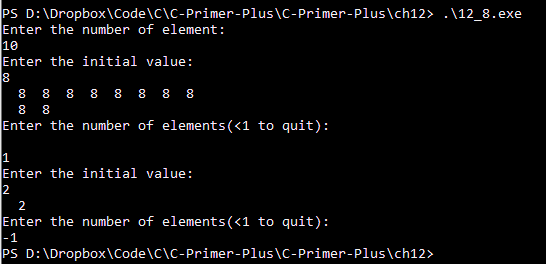 PS D:\Dropbox\Code\C\C-Primer-Plus\C-Primer-Plus\ch12> .\12_8.exe
Enter the number of element:
10
Enter the initial value:
8
  8  8  8  8  8  8  8  8
  8  8
Enter the number of elements(<1 to quit):
1
Enter the initial value:
2
  2
Enter the number of elements(<1 to quit):
-1
PS D:\Dropbox\Code\C\C-Primer-Plus\C-Primer-Plus\ch12>